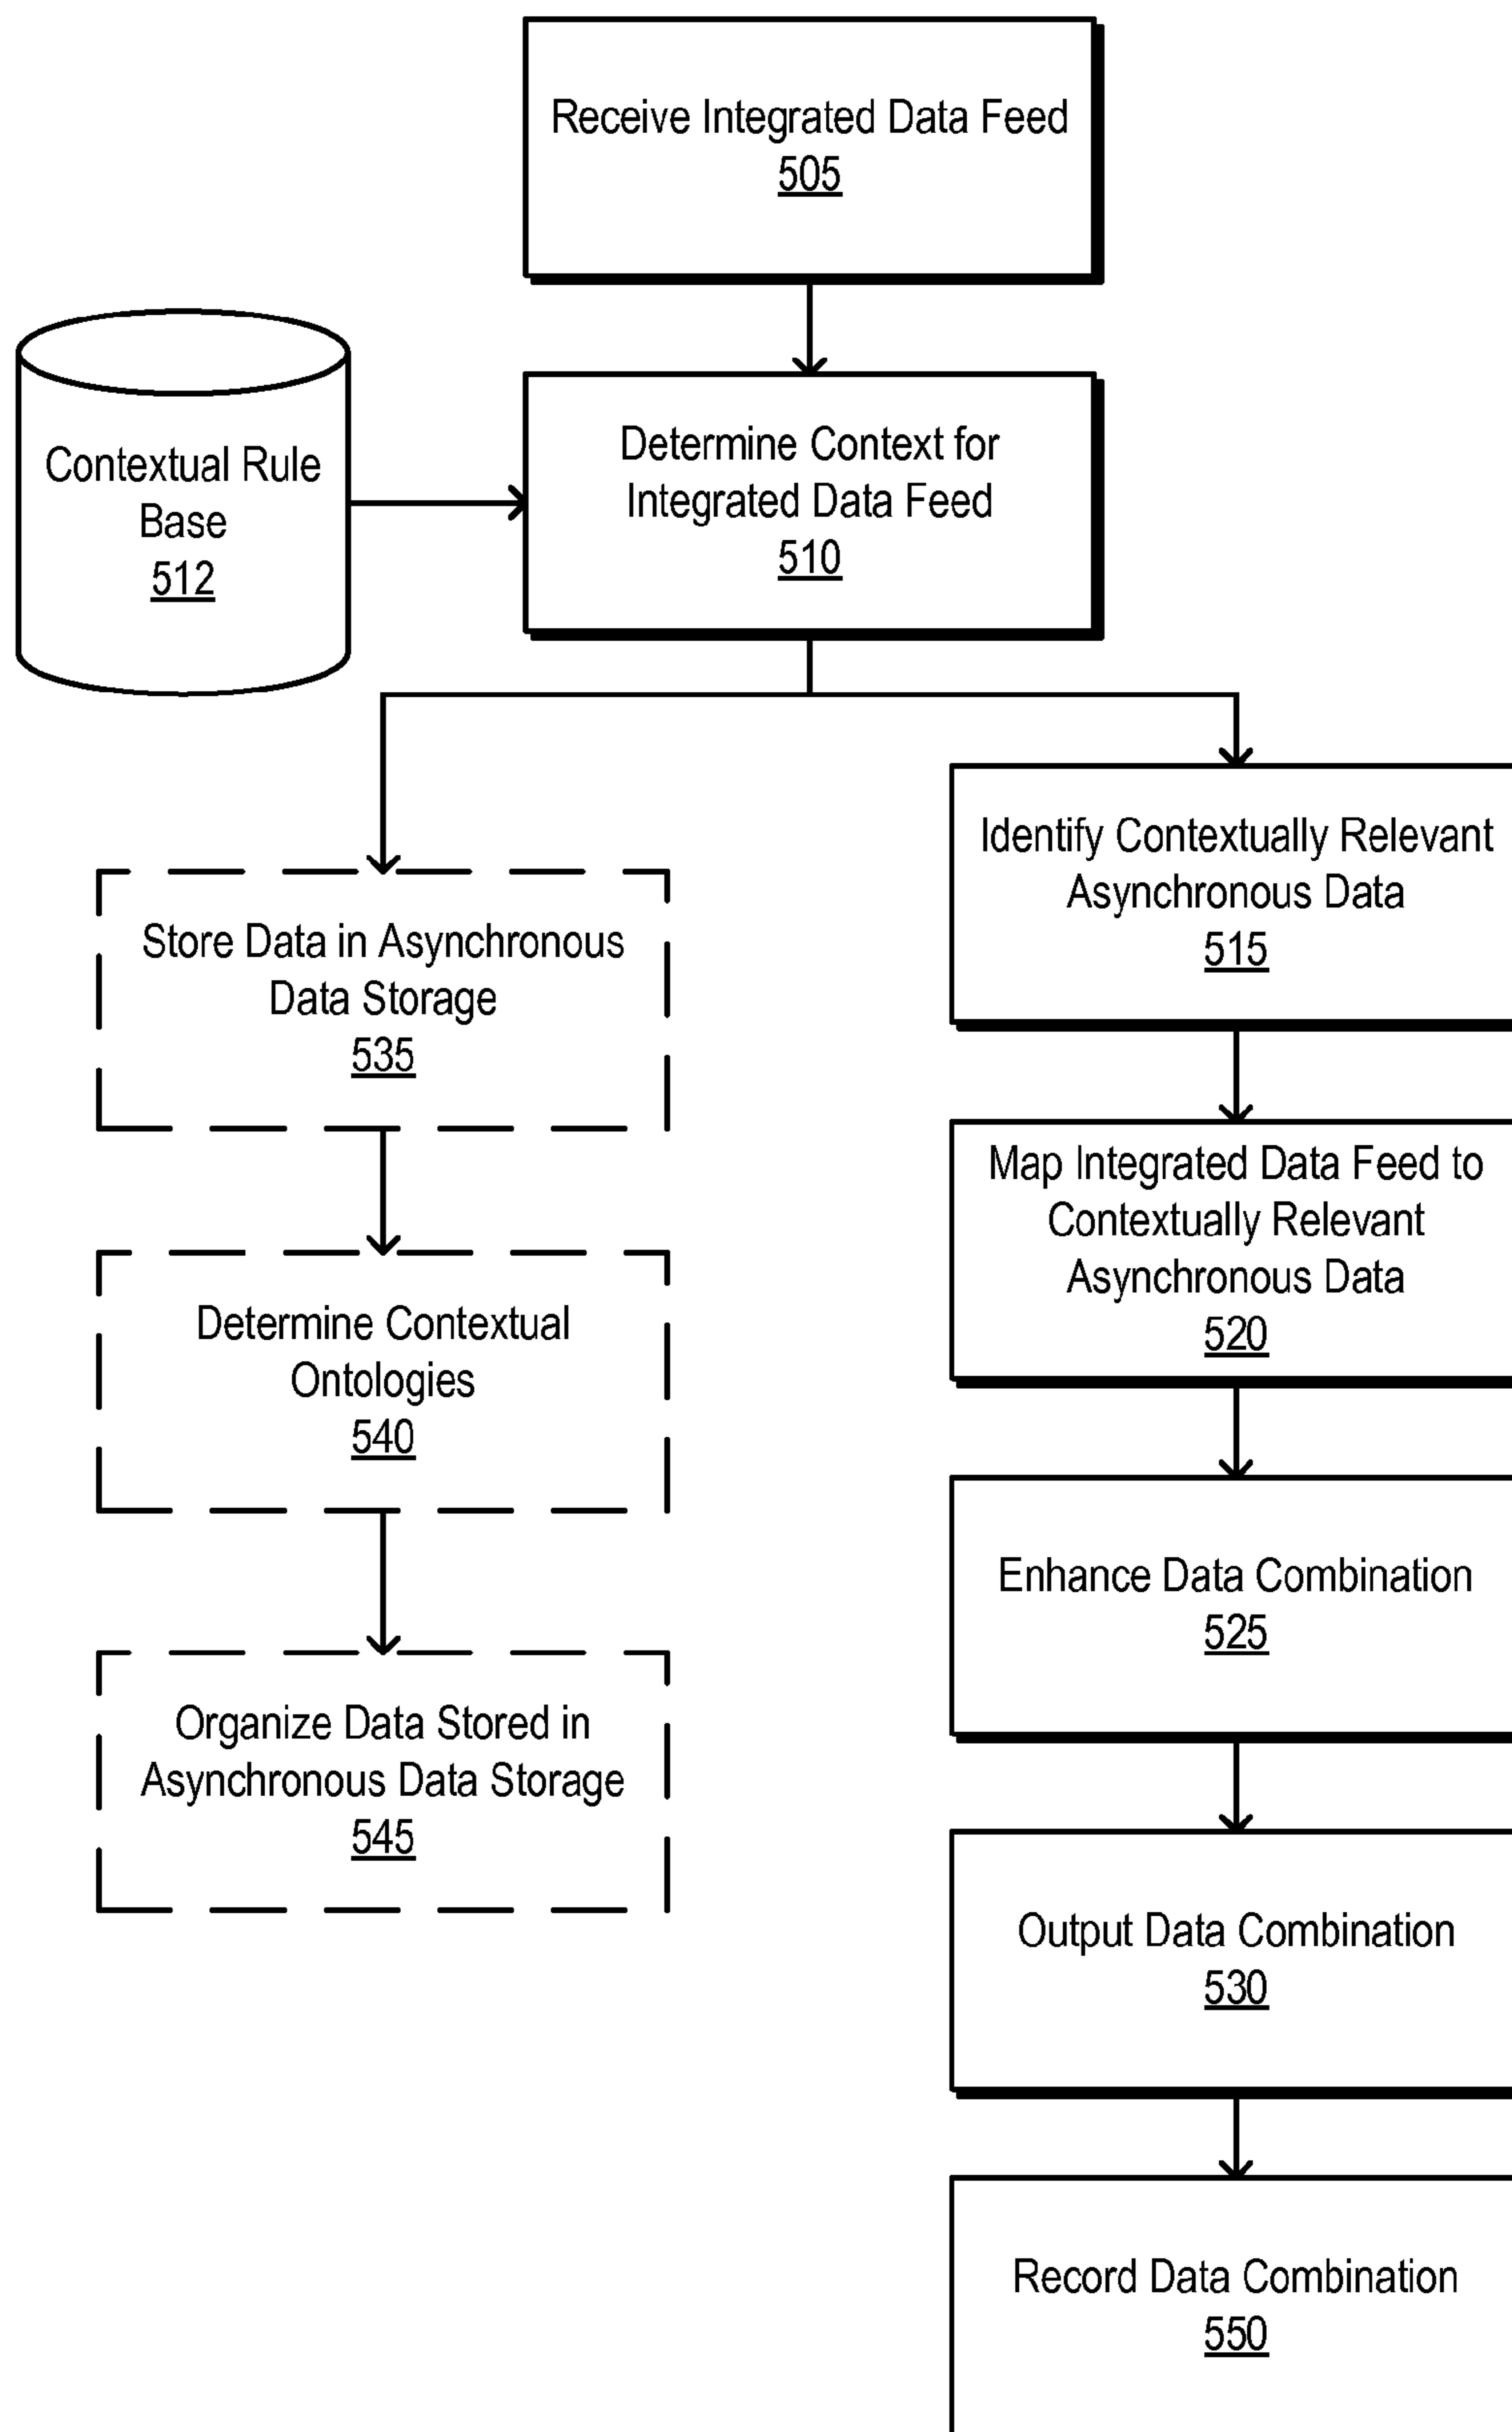 Receive Integrated Data Feed
505
Contextual Rule
Base
512
Determine Context for
Integrated Data Feed
510
Store Data in Asynchronous
Data Storage
535
Determine Contextual
Ontologies
540
Organize Data Stored in
Asynchronous Data Storage
545
Identify Contextually Relevant
Asynchronous Data
515
Map Integrated Data Feed to
Contextually Relevant
Asynchronous Data
520
Enhance Data Combination
525
Output Data Combination
530
Record Data Combination
550